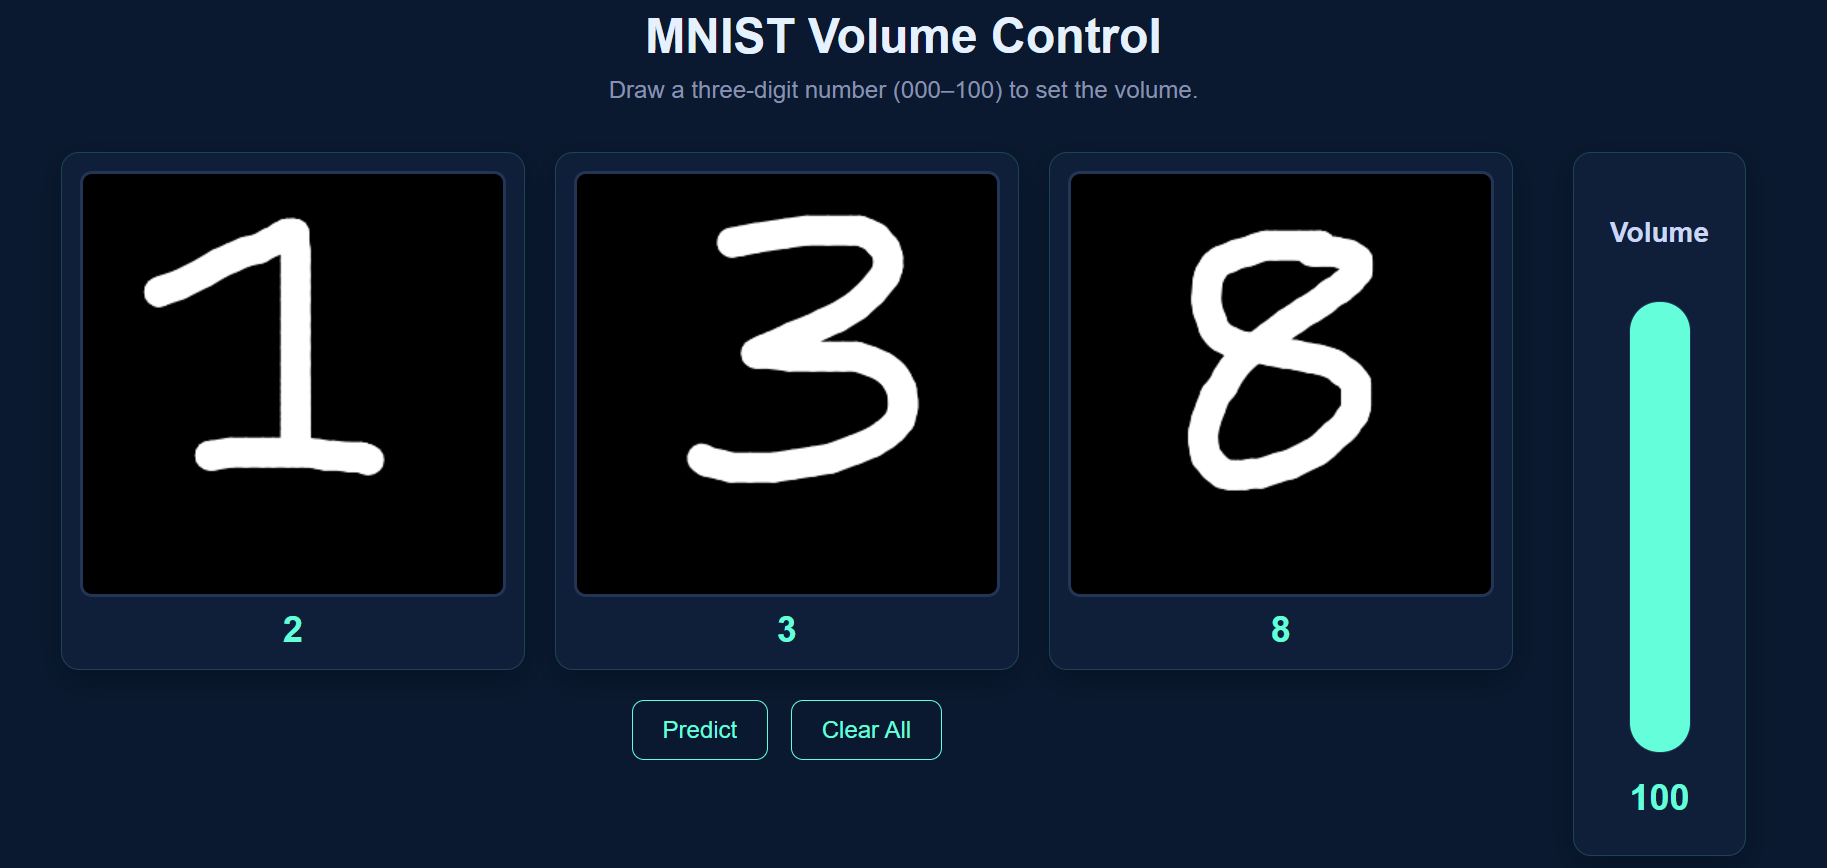 MNIST Volume Control
Draw a three-digit number (000–100) to set the volume.
1 3 8
2 3 8
Predict Clear All
Volume
100